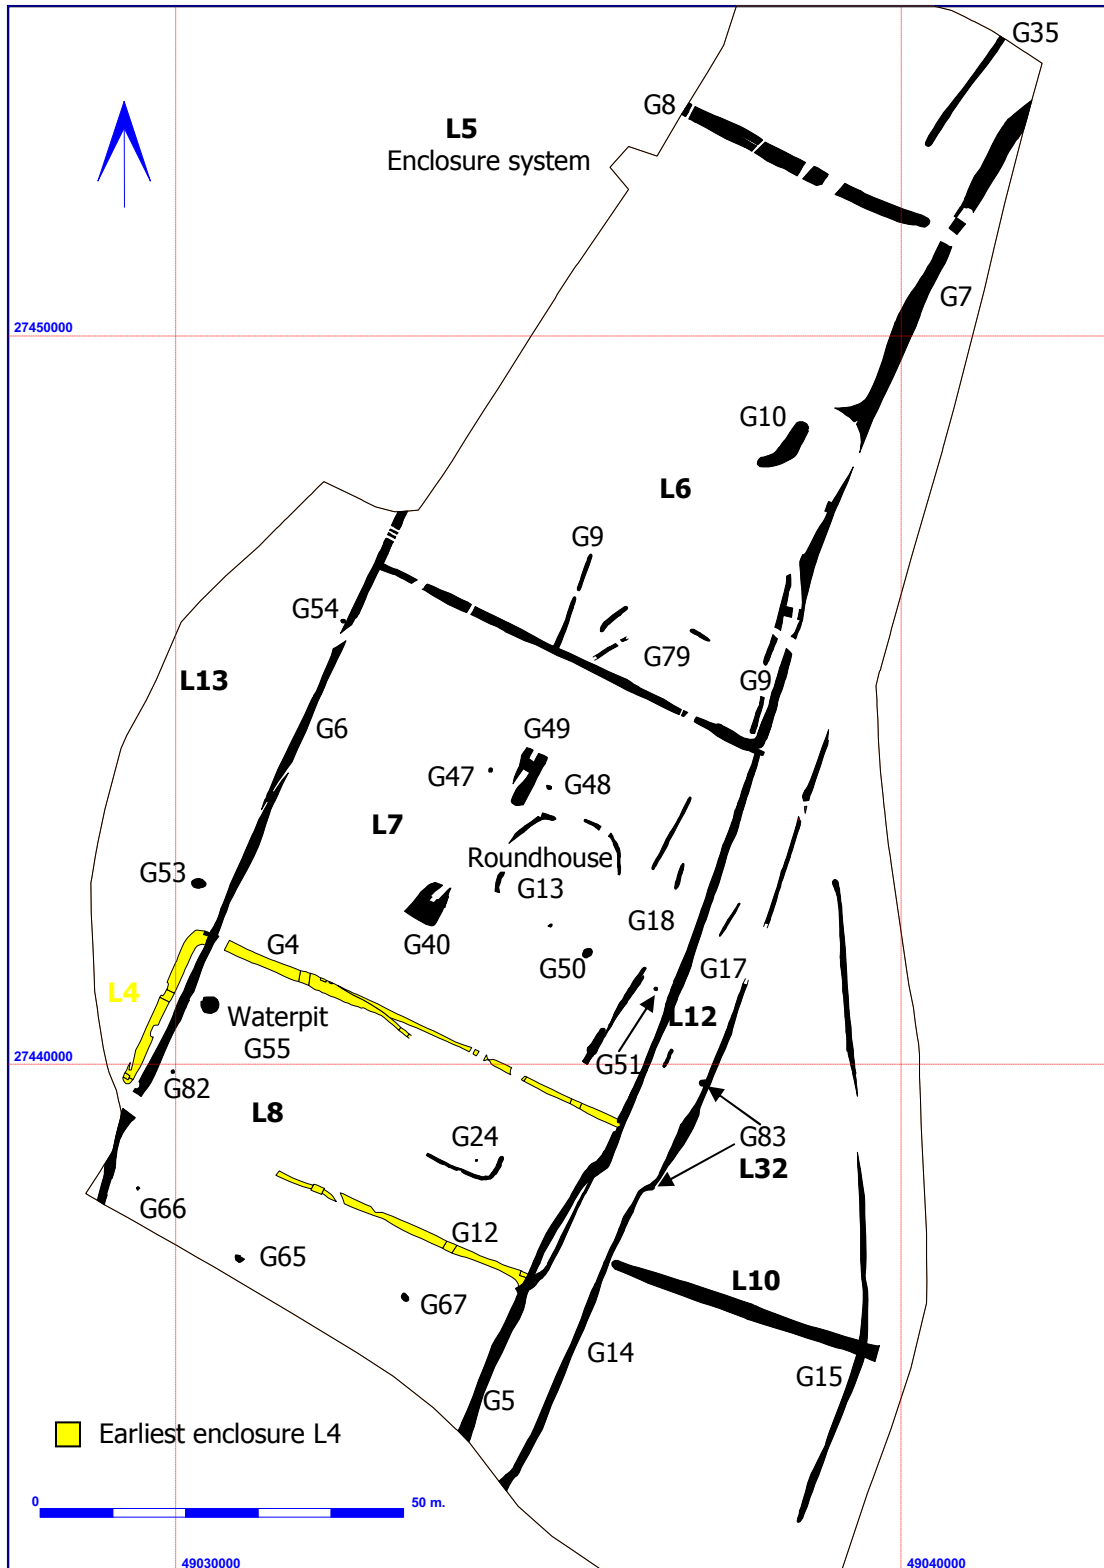 G35
G8
L5
Enclosure system
G7
27450000
G10
L6
G9
G54
G79
L13
G9
G6
G49
G47
G48
L7
Roundhouse
G53
G13
G18
G4
G40
G50
G17
L4
Waterpit
L12
G55
27440000
G51
G82
L8
G83
G24
L32
G66
G12
G65
L10
G67
G14
G15
G5
Earliest enclosure L4
0
50 m.
49030000
49040000